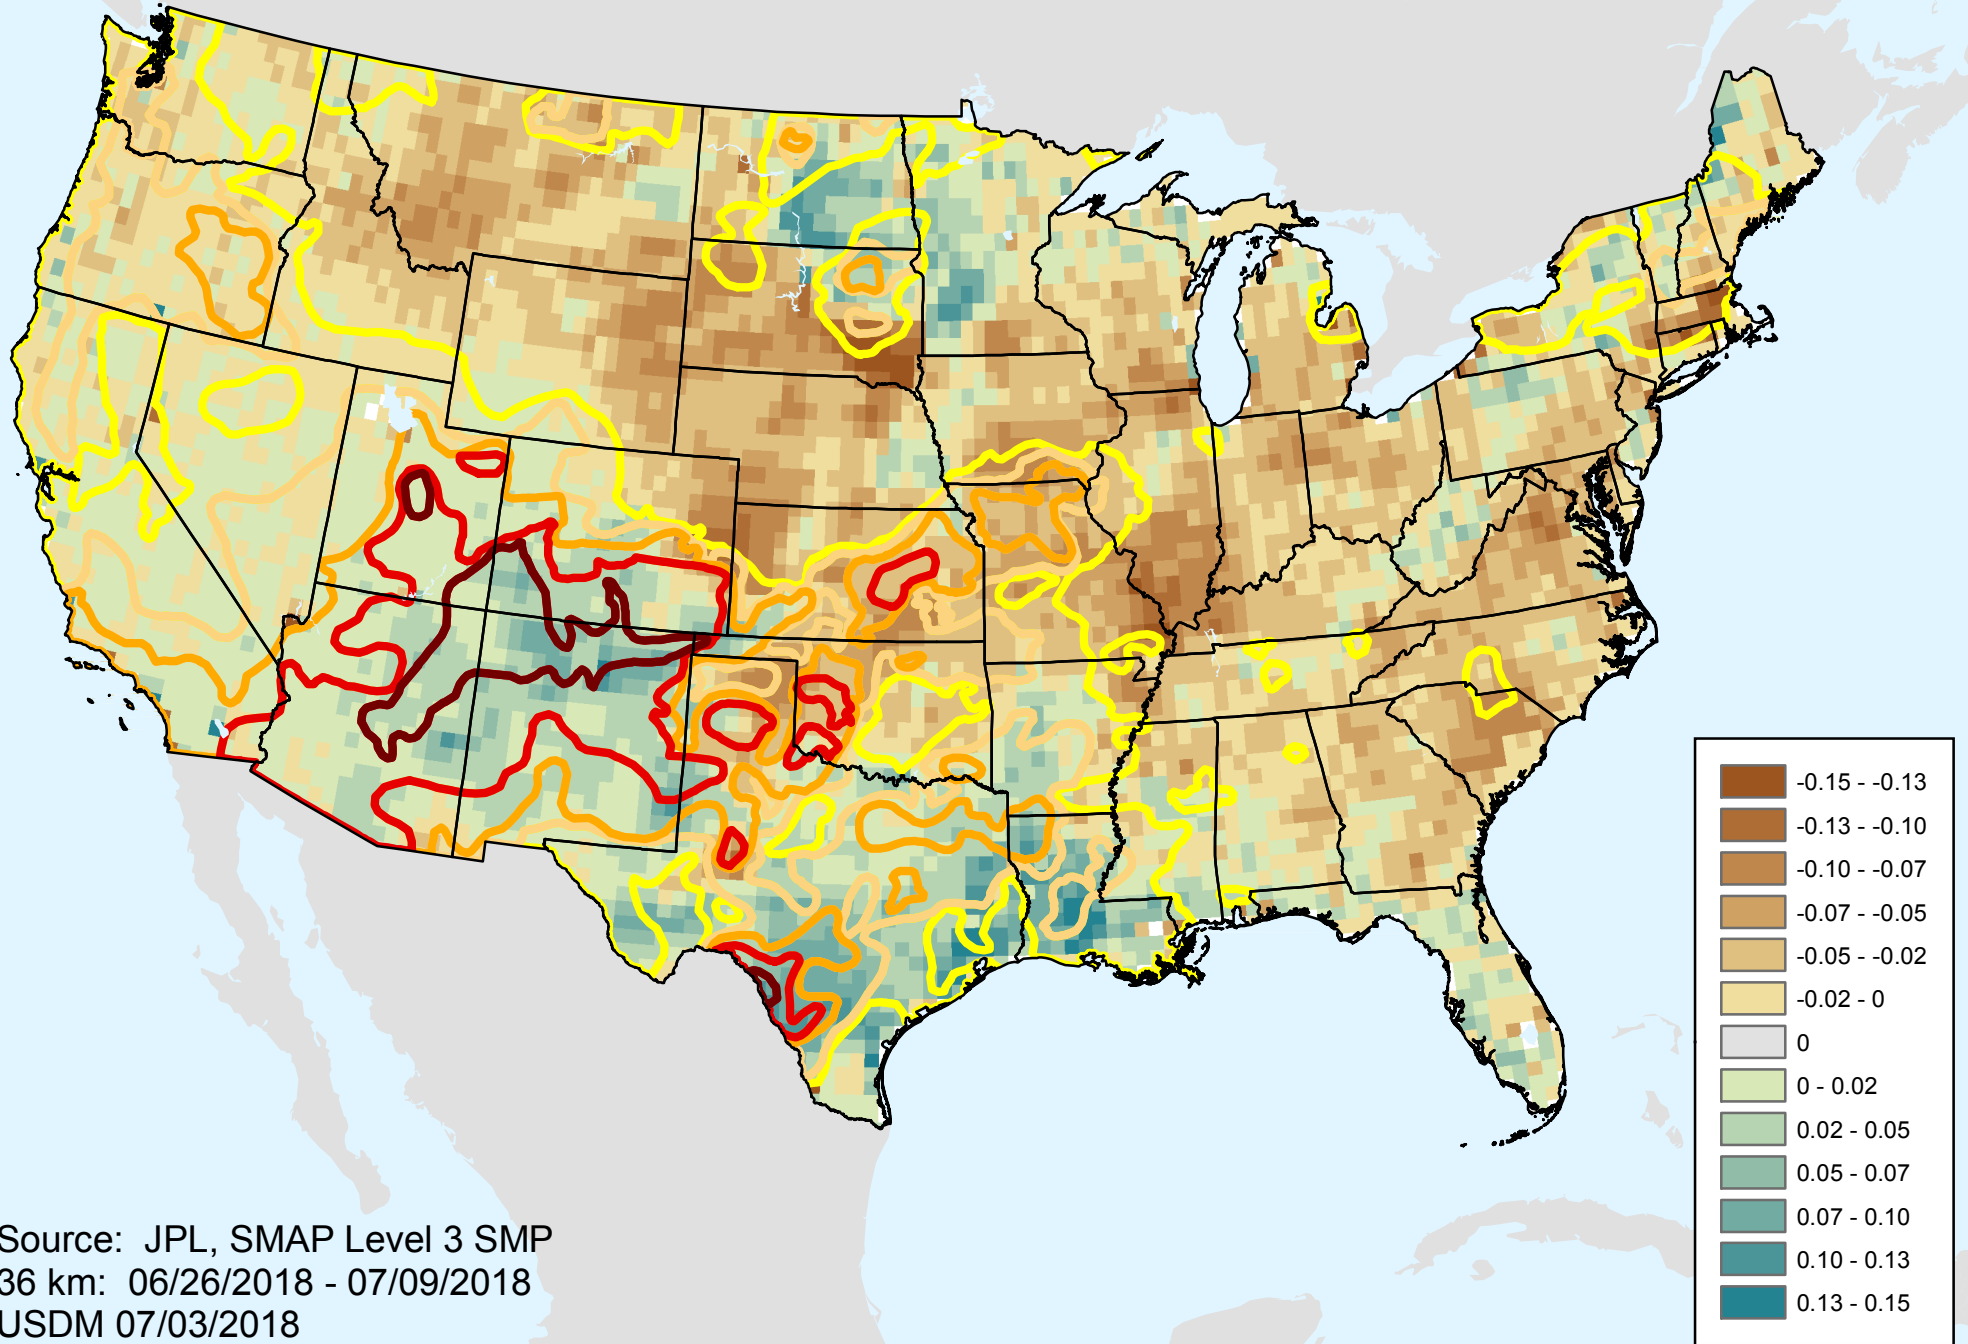 -0.15 - -0.13
-0.13 - -0.10
-0.10 - -0.07
-0.07 - -0.05
-0.05 - -0.02
-0.02 - 0
0
0 - 0.02
0.02 - 0.05
0.05 - 0.07
0.07 - 0.10
0.10 - 0.13
0.13 - 0.15
Source: JPL, SMAP Level 3 SMP
36 km: 06/26/2018 - 07/09/2018
USDM 07/03/2018